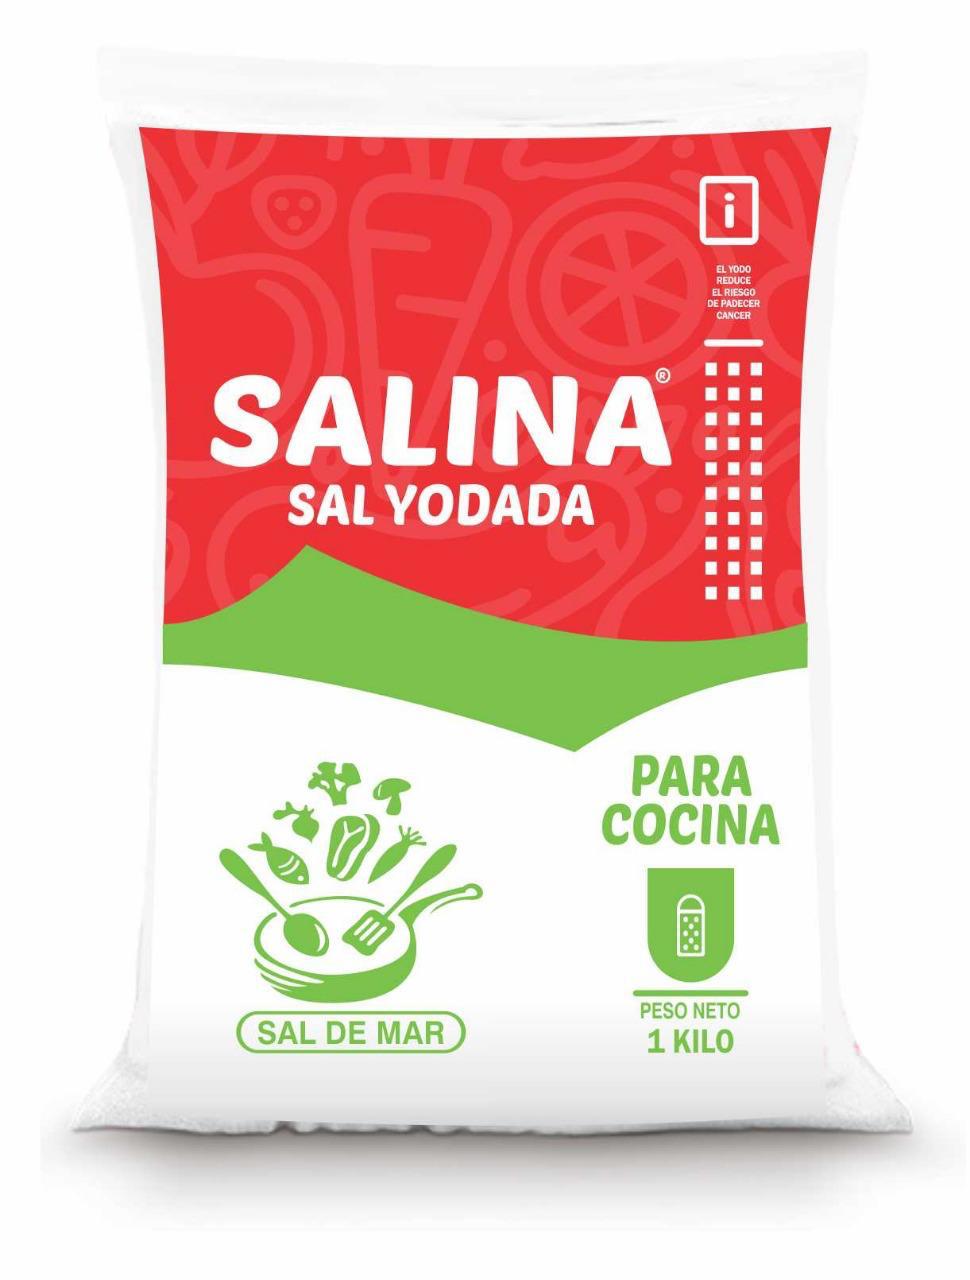 i
EL YODO
REDUCE
EL RIESGO
DE PADECER
CANCER
SALINA®
SAL YODADA
PARA
COCINA
SAL DE MAR
PESO NETO
1 KILO